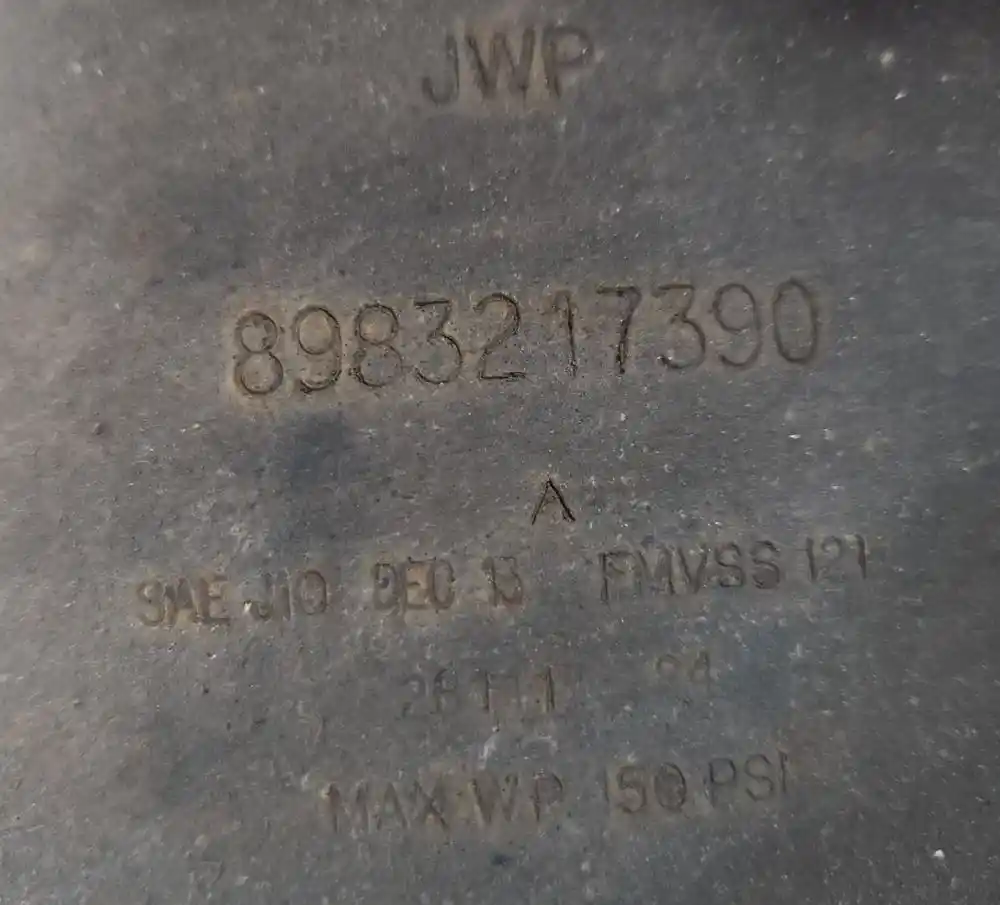 JWP
8983217390
A
SAE J10 DEC 13 FMVSS 121
MAX WP 150 PSI